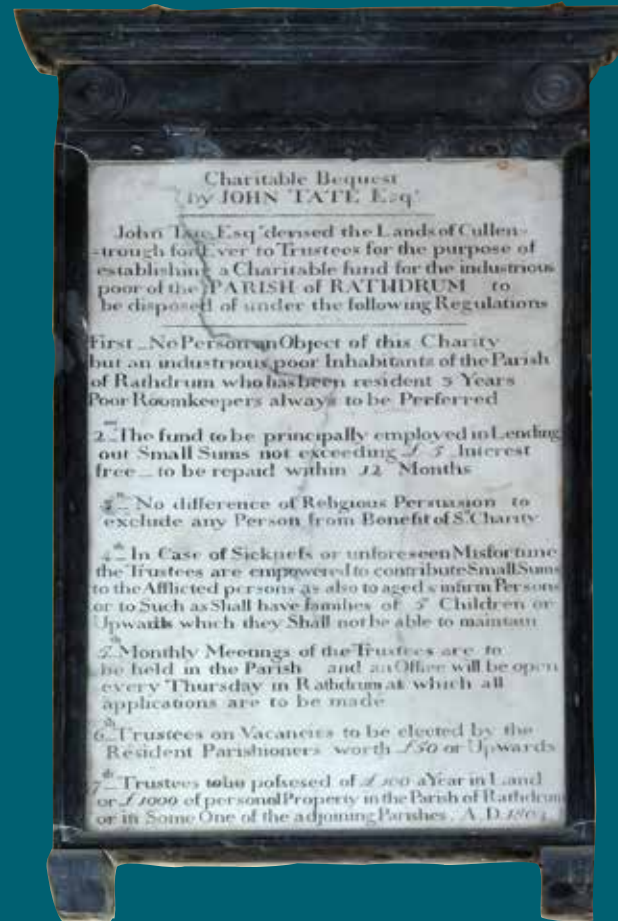 Charitable Bequest
by JOHN TATE Esqr
John Tate Esqr devised the Lands of Cullen-
-trough for Ever to Trustees for the purpose of
establishing a Charitable fund for the industrious
poor of the PARISH of RATHDRUM to
be disposed of under the following Regulations
First _ No Person an Object of this Charity
but an industrious poor Inhabitants of the Parish
of Rathdrum who has been resident 3 Years
Poor Roomkeepers always to be Preferred
2nd _ The fund to be principally employed in Lending
out Small Sums not exceeding £ 5 Interest
free _ to be repaid within 12 Months
_ No difference of Religious Persuasion to
exclude any Person from Benefit of Sd Charity
4th _ In Case of Sickneſs or unforeseen Misfortune
the Trustees are empowered to contribute Small Sums
to the Afflicted persons as also to aged & infirm Persons
or to Such as Shall have families of 5 Children or
Upwards which they Shall not be able to maintain
5th _ Monthly Meetings of the Trustees are to
be held in the Parish and an Office will be open
every Thursday in Rathdrum at which all
applications are to be made
6th _ Trustees on Vacancies to be elected by the
Resident Parishioners worth £50 or Upwards
7th _ Trustees to be poſsesed of £ 100 a Year in Land
or £ 1000 of personal Property in the Parish of Rathdrum
or in Some One of the adjoining Parishes. A.D.